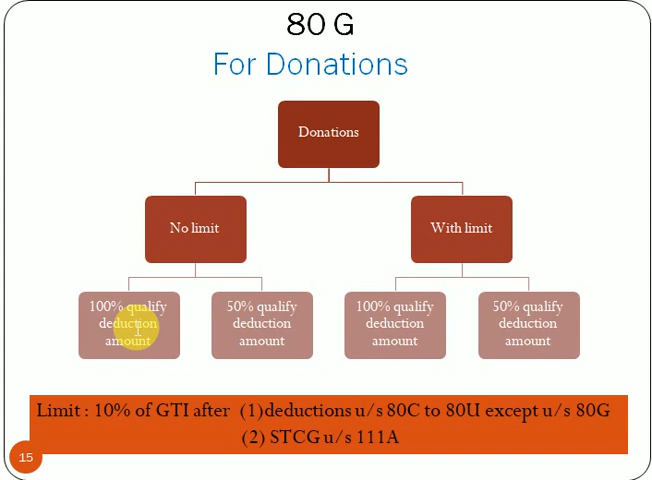 80 G
For Donations
Donations
No limit
With limit
100% qualify
deduction
amount
50% qualify
deduction
amount
100% qualify
deduction
amount
50% qualify
deduction
amount
Limit : 10% of GTI after (1)deductions u/s 80C to 80U except u/s 80G
(2) STCG u/s 111A
15